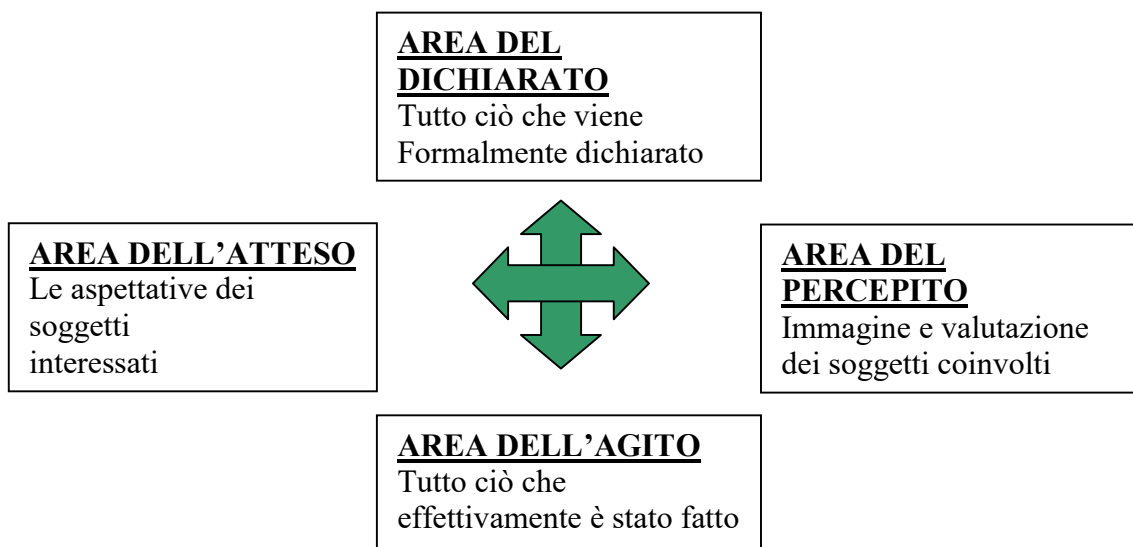 AREA DEL
DICHIARATO
Tutto ciò che viene
Formalmente dichiarato
AREA DELL’ATTESO
Le aspettative dei
soggetti
interessati
AREA DEL
PERCEPITO
Immagine e valutazione
dei soggetti coinvolti
AREA DELL’AGITO
Tutto ciò che
effettivamente è stato fatto